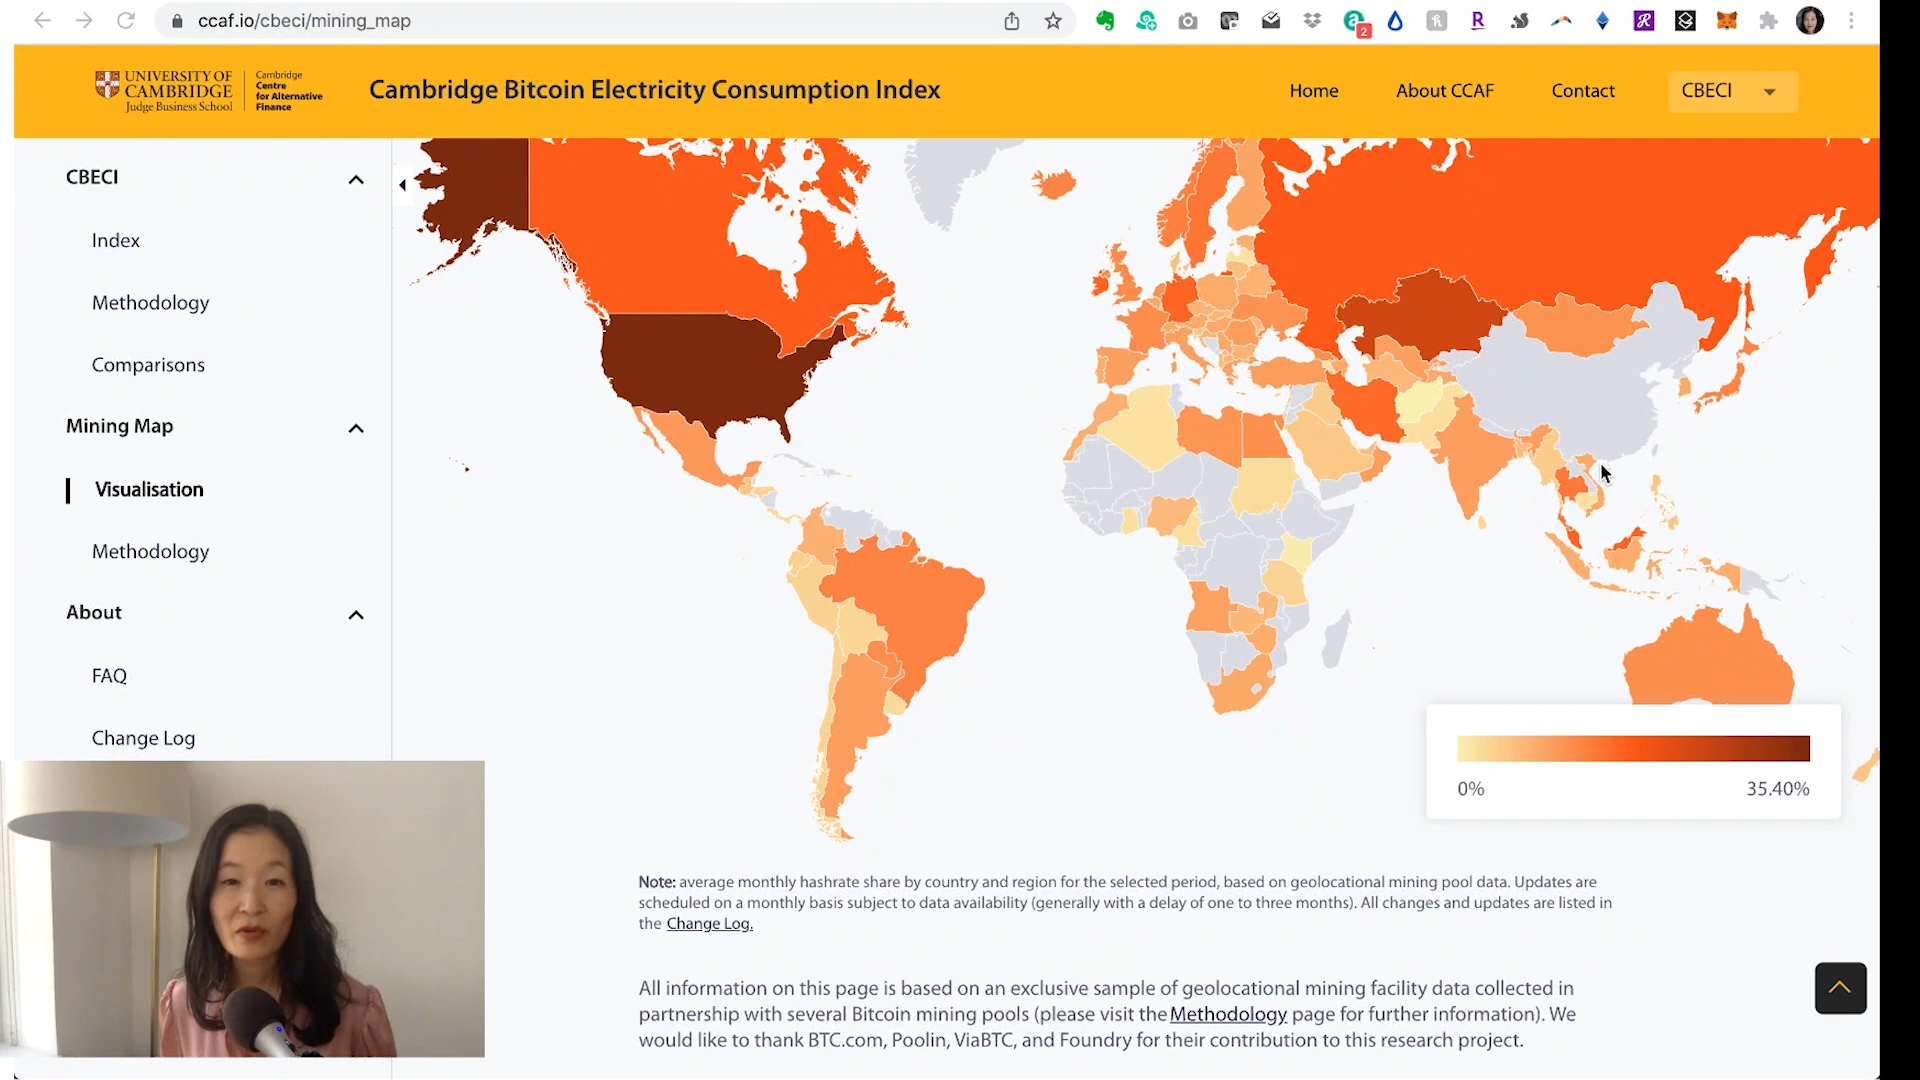 ccaf.io/cbeci/mining_map
2
UNIVERSITY OF
CAMBRIDGE
Judge Business School
Cambridge
Centre
for Alternative
Finance
Cambridge Bitcoin Electricity Consumption Index
Home
About CCAF
Contact
CBECI
CBECI
Index
Methodology
Comparisons
Mining Map
Visualisation
Methodology
About
FAQ
Change Log
0%
35.40%
Note: average monthly hashrate share by country and region for the selected period, based on geolocational mining pool data. Updates are
scheduled on a monthly basis subject to data availability (generally with a delay of one to three months). All changes and updates are listed in
the Change Log.
All information on this page is based on an exclusive sample of geolocational mining facility data collected in
partnership with several Bitcoin mining pools (please visit the Methodology page for further information). We
would like to thank BTC.com, Poolin, ViaBTC, and Foundry for their contribution to this research project.